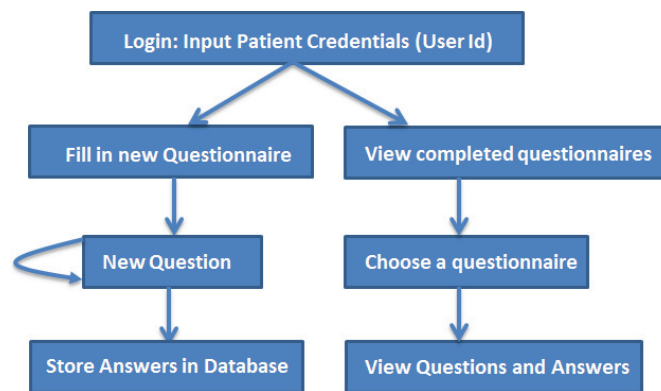 Login: Input Patient Credentials (User Id)
Fill in new Questionnaire
View completed questionnaires
New Question
Choose a questionnaire
Store Answers in Database
View Questions and Answers